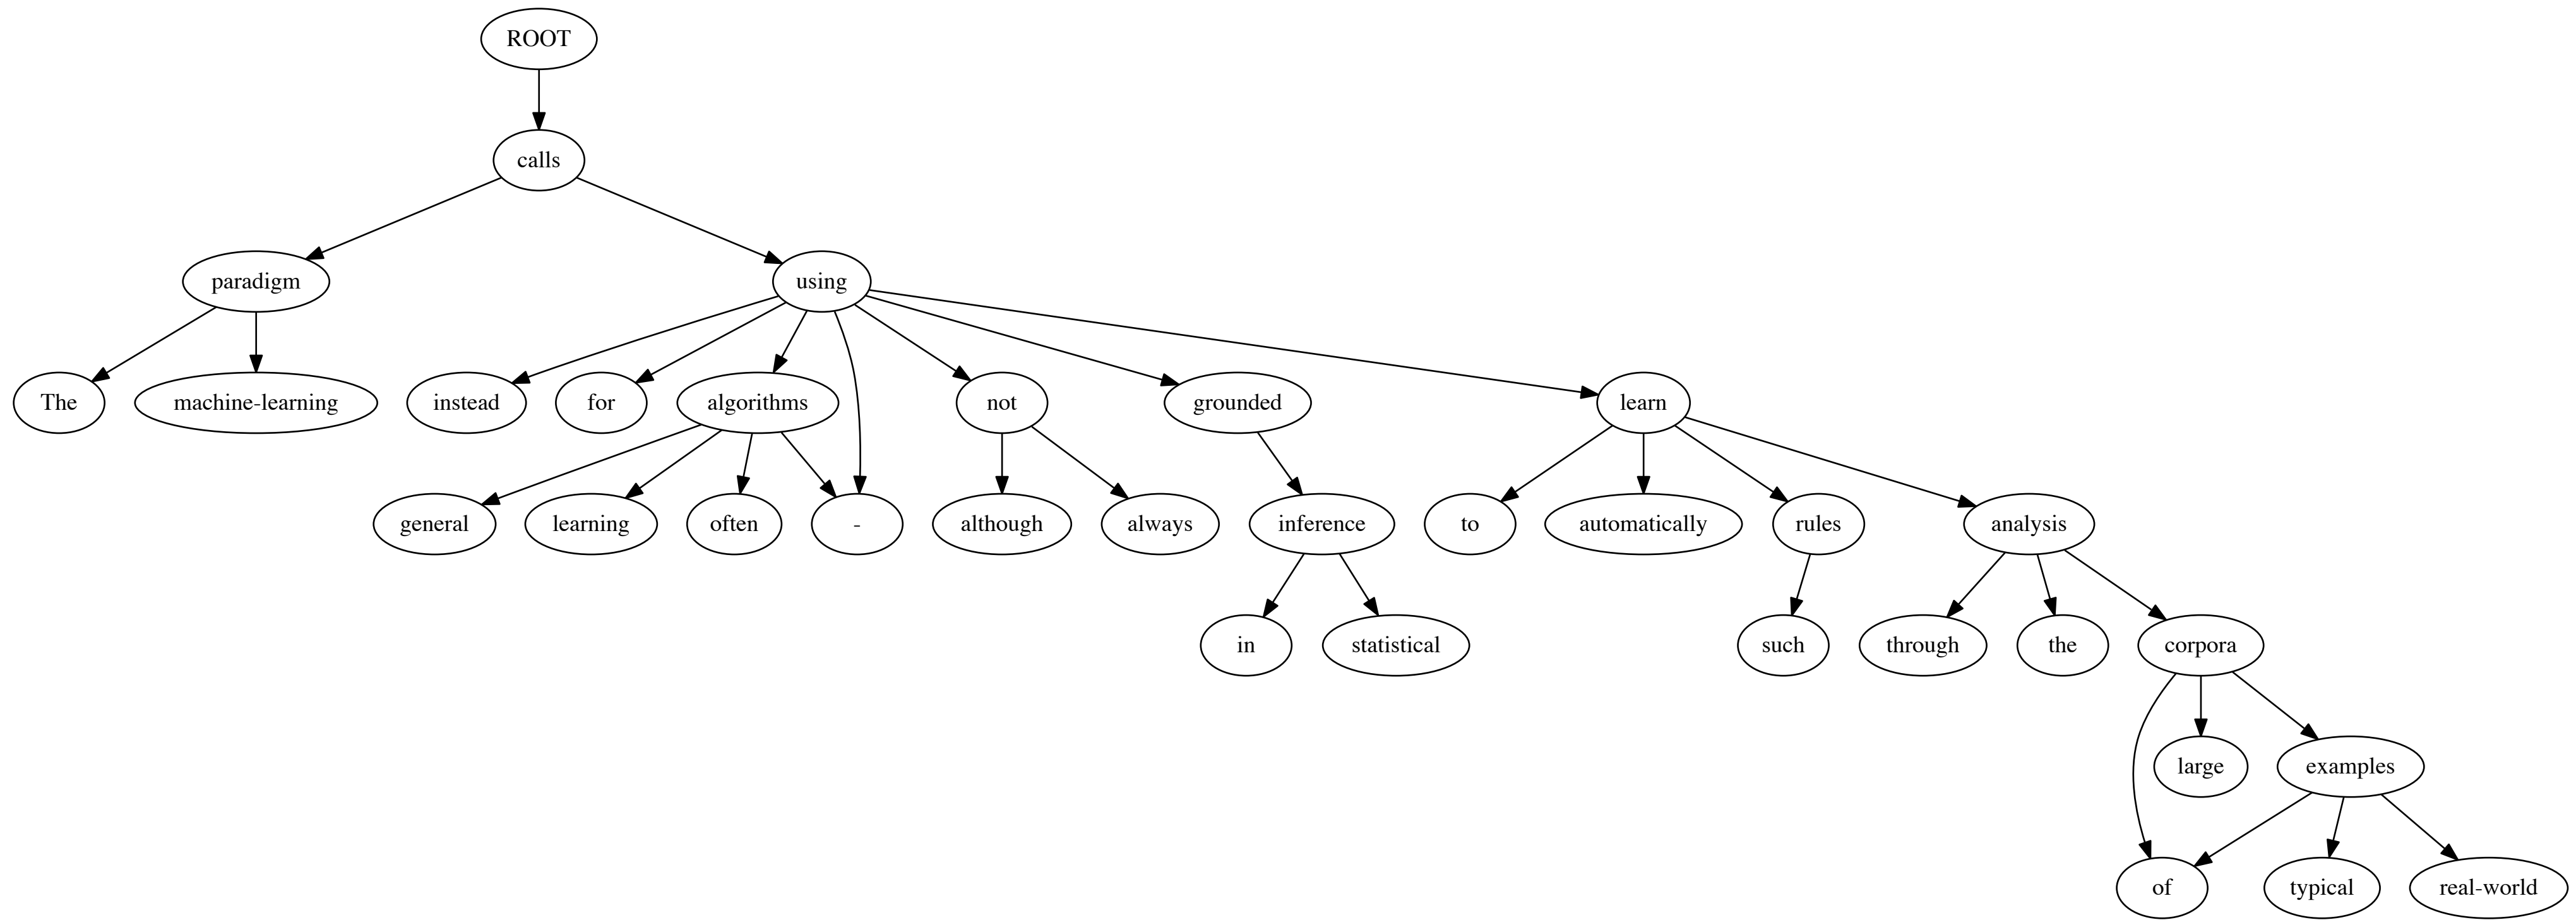 ROOT
calls
paradigm using
The machine-learning instead for algorithms not grounded learn
general learning often - although always inference to automatically rules analysis
in statistical such through the corpora
large examples
of typical real-world